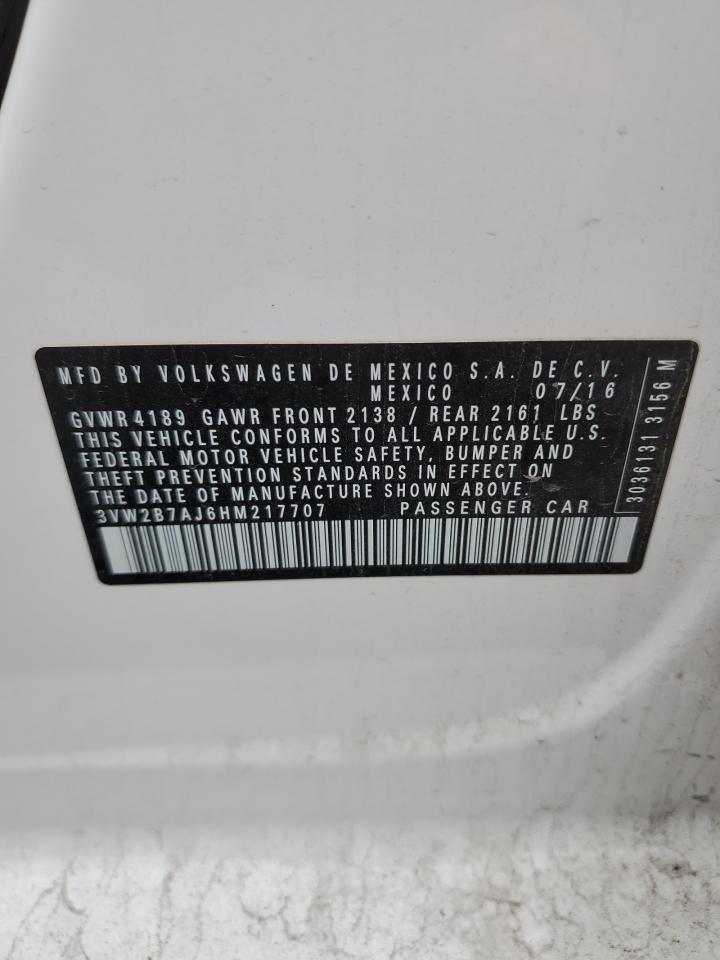 MFD BY VOLKSWAGEN DE MEXICO S.A. DE C.V.
MEXICO 07/16
GVWR4189 GAWR FRONT 2138 / REAR 2161 LBS
THIS VEHICLE CONFORMS TO ALL APPLICABLE U.S.
FEDERAL MOTOR VEHICLE SAFETY, BUMPER AND
THEFT PREVENTION STANDARDS IN EFFECT ON
THE DATE OF MANUFACTURE SHOWN ABOVE.
3VW2B7AJ6HM217707 PASSENGER CAR
3036131 3156 M